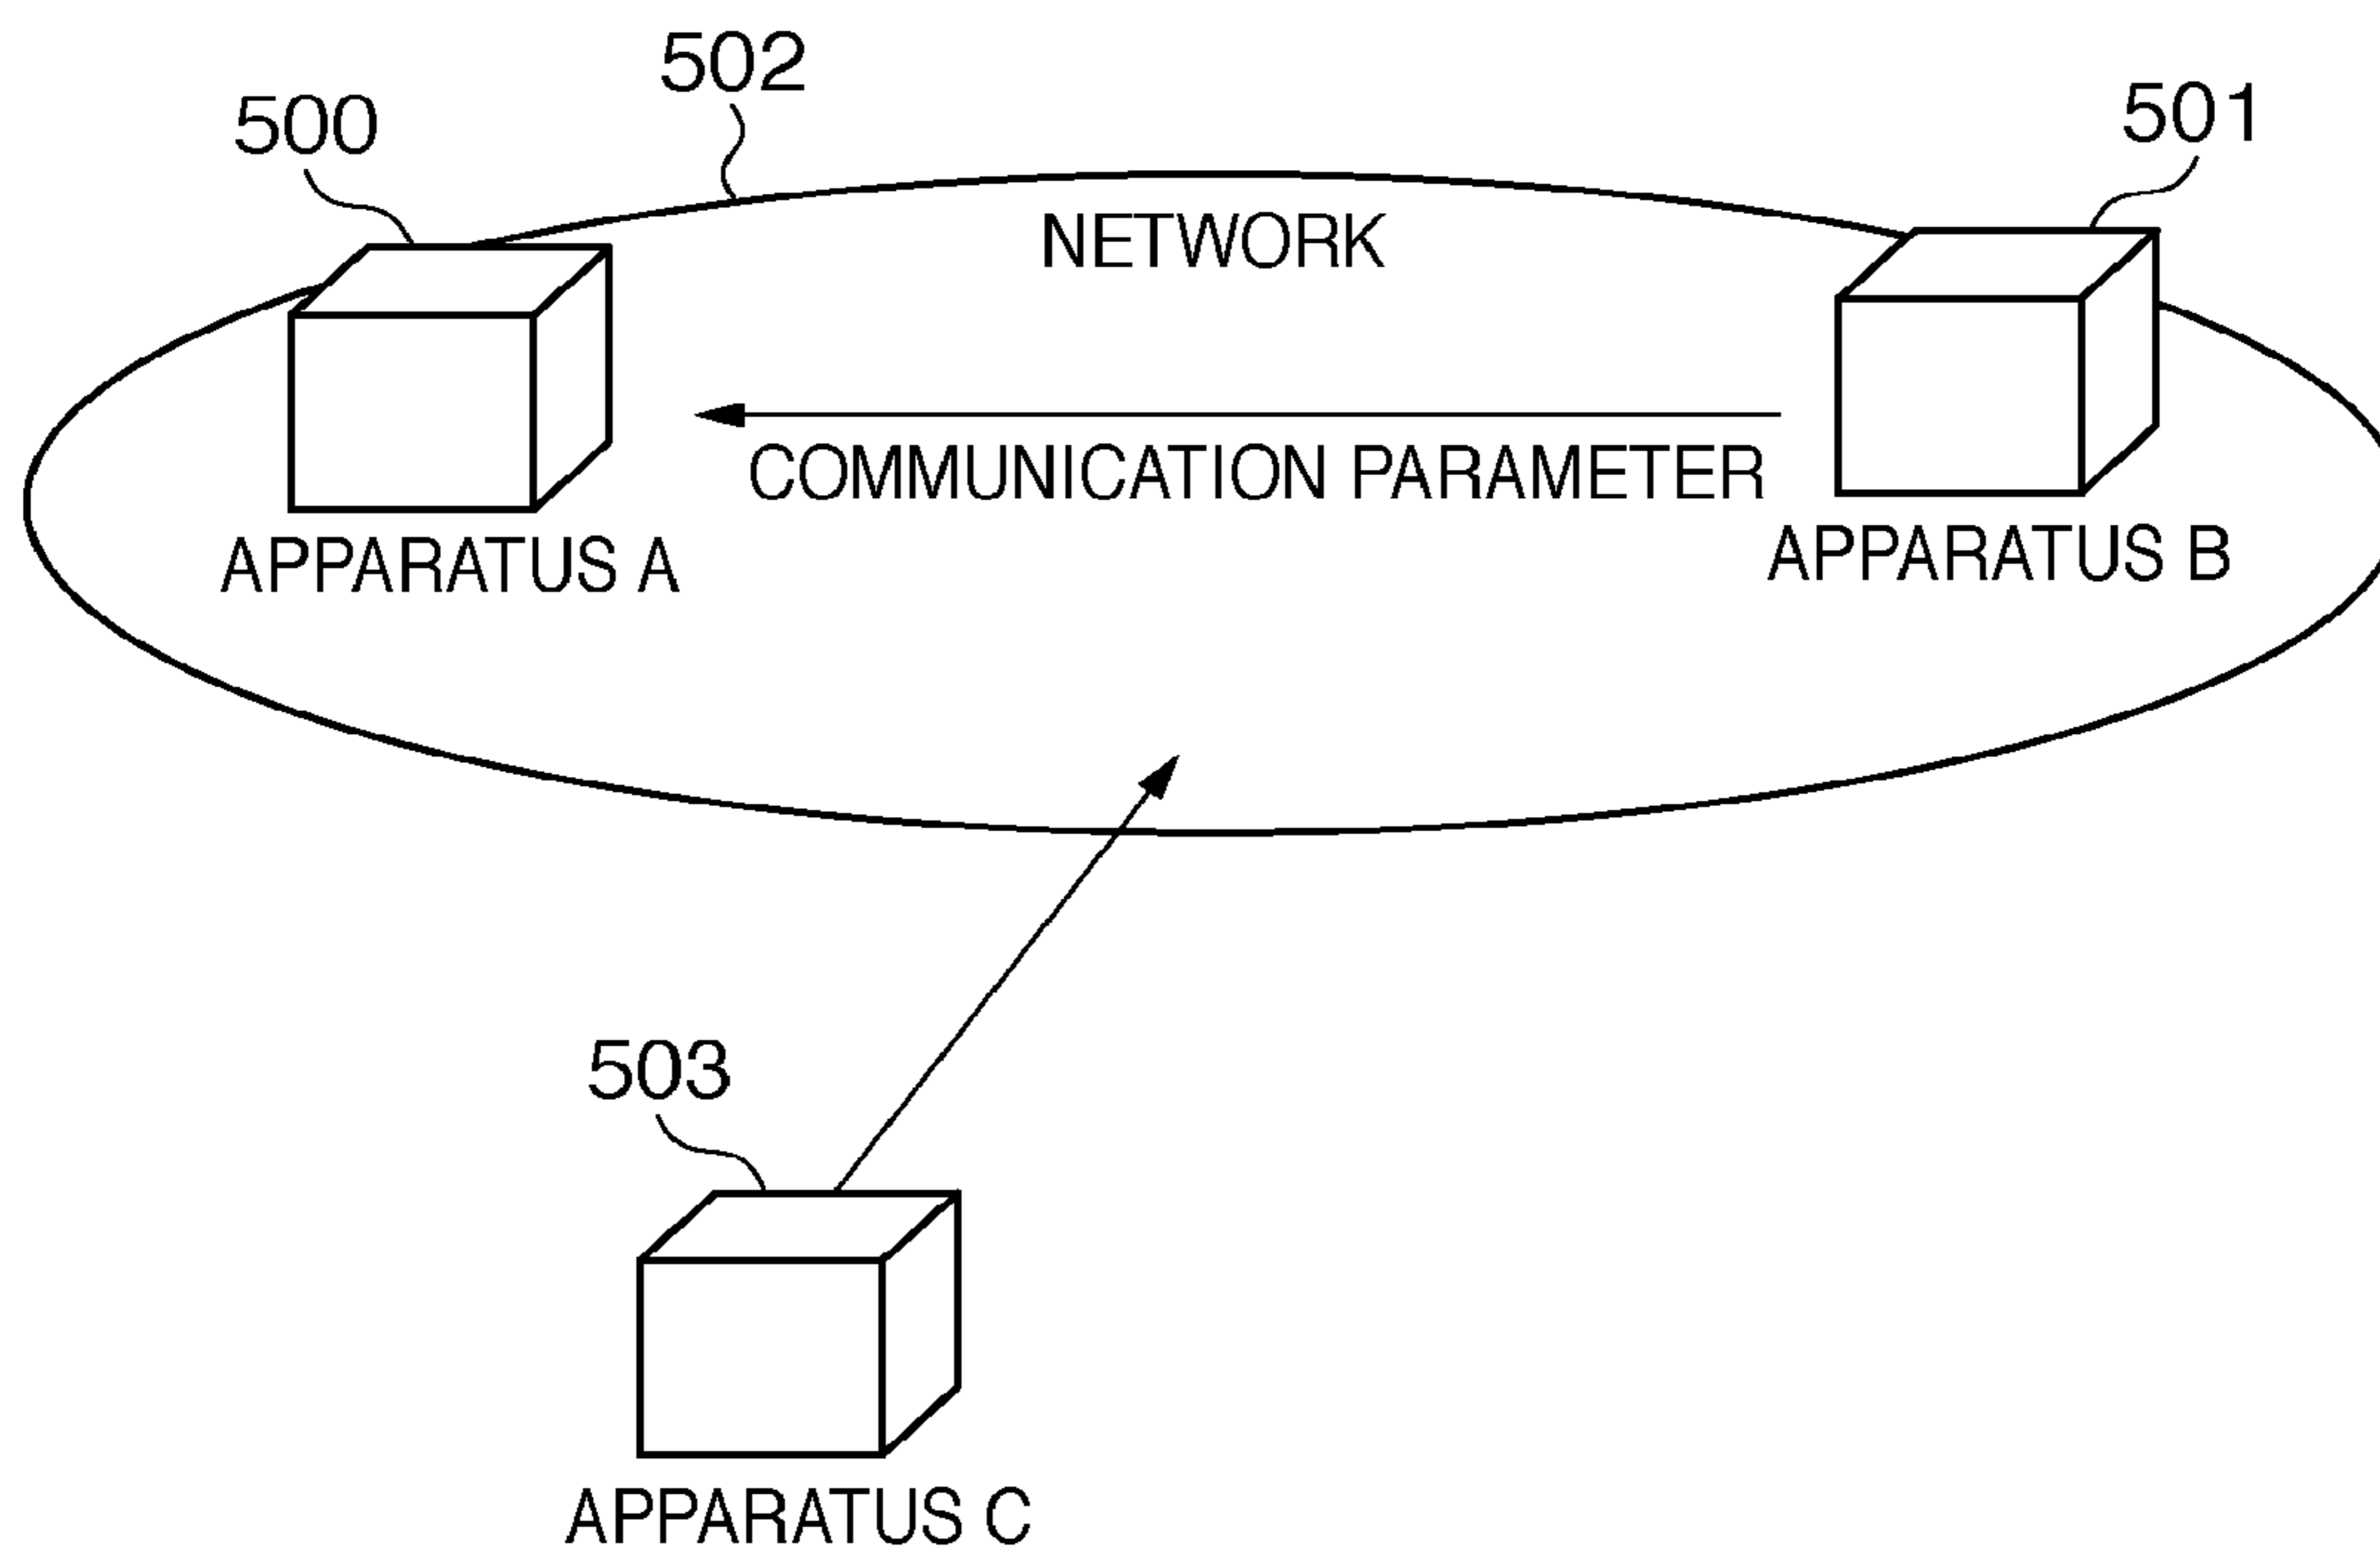 502
500
501
NETWORK
COMMUNICATION PARAMETER
APPARATUS A
APPARATUS B
503
APPARATUS C